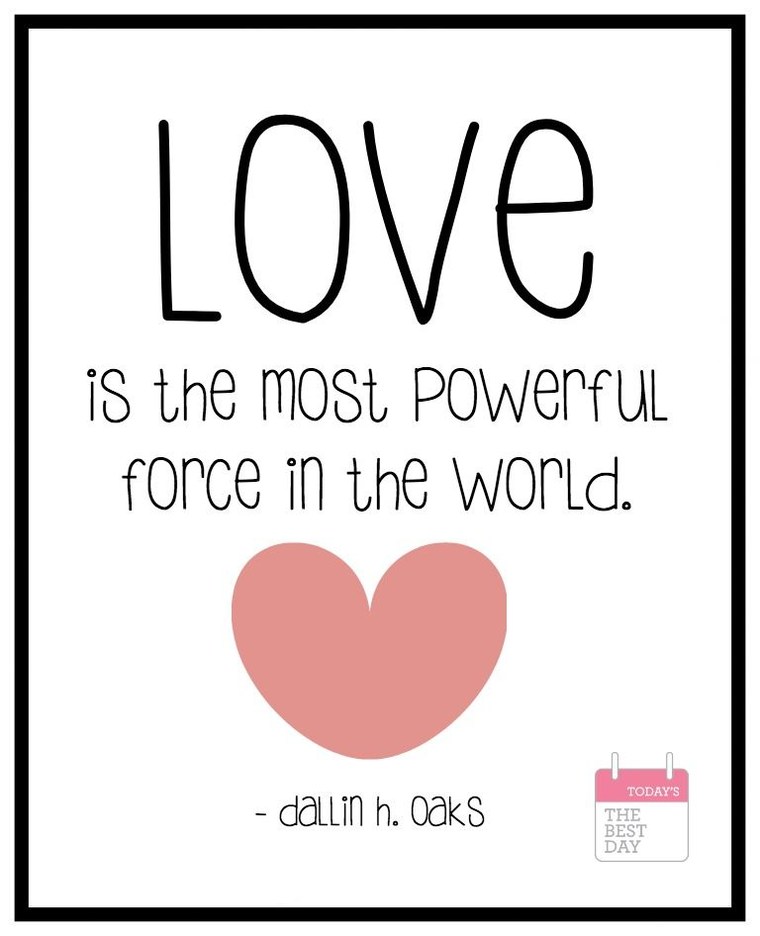 LOVe
is the most powerful
force in the world.
- dallin h. oaks
TODAY'S
THE
BEST
DAY